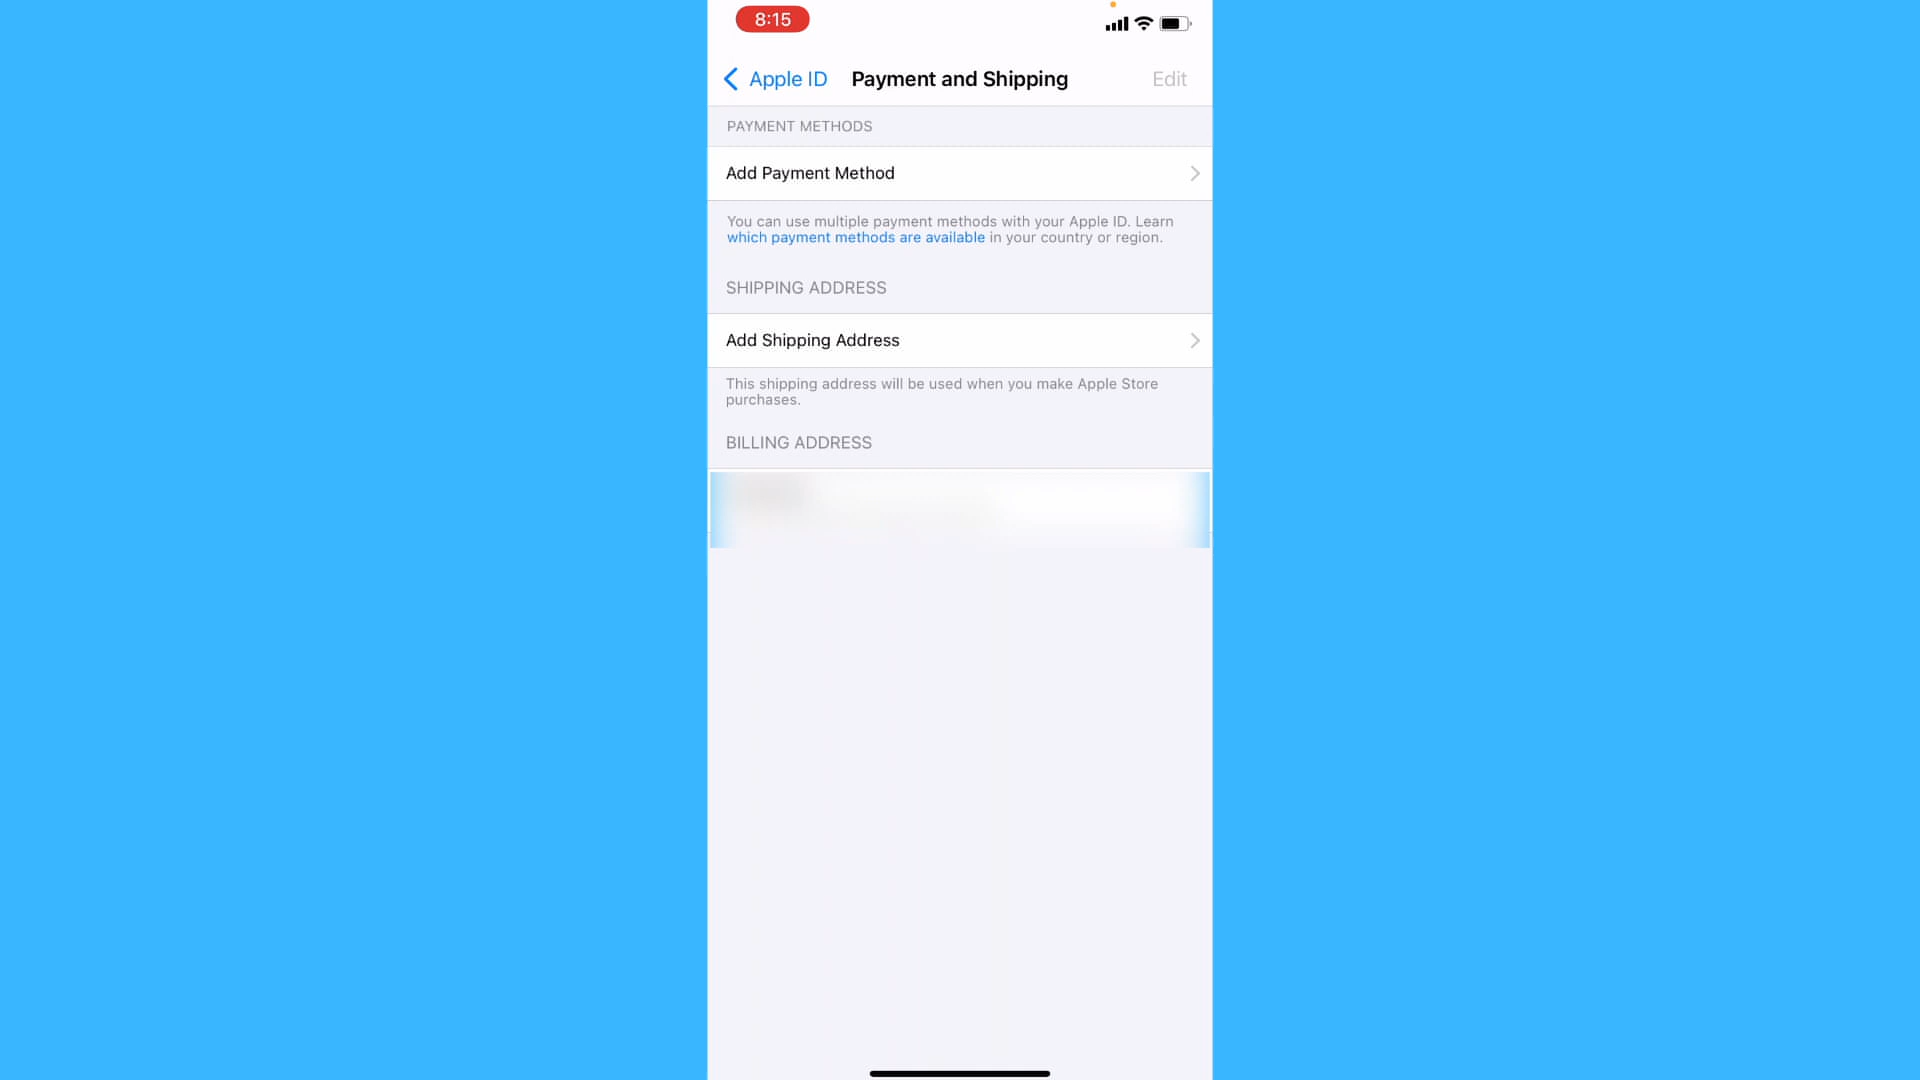 8:15
Apple ID
Payment and Shipping
Edit
PAYMENT METHODS
Add Payment Method
You can use multiple payment methods with your Apple ID. Learn
which payment methods are available in your country or region.
SHIPPING ADDRESS
Add Shipping Address
This shipping address will be used when you make Apple Store
purchases.
BILLING ADDRESS